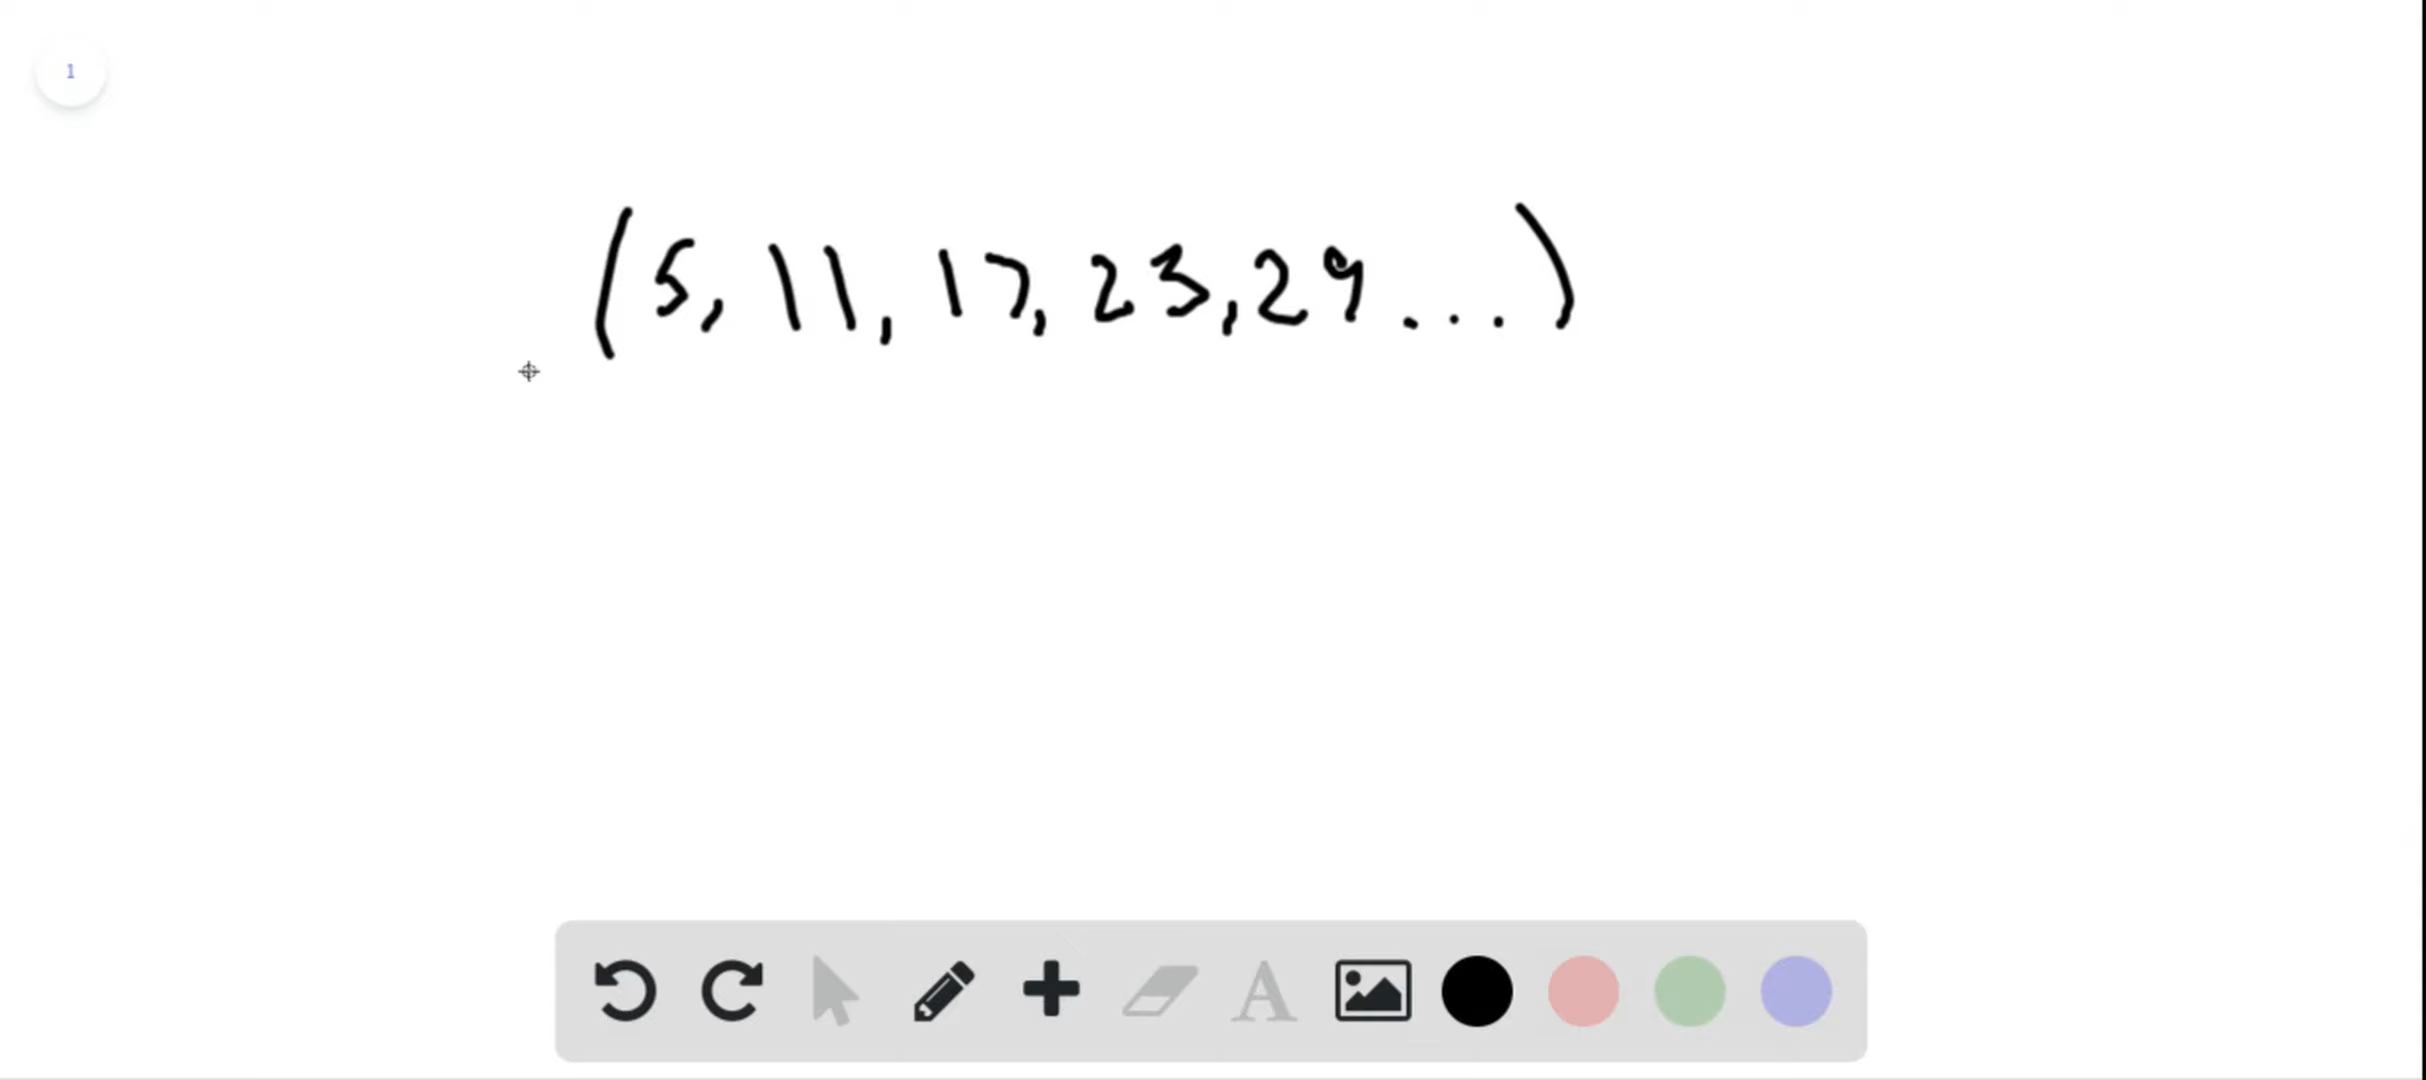 1
(5, 11, 17, 23, 29...)
A